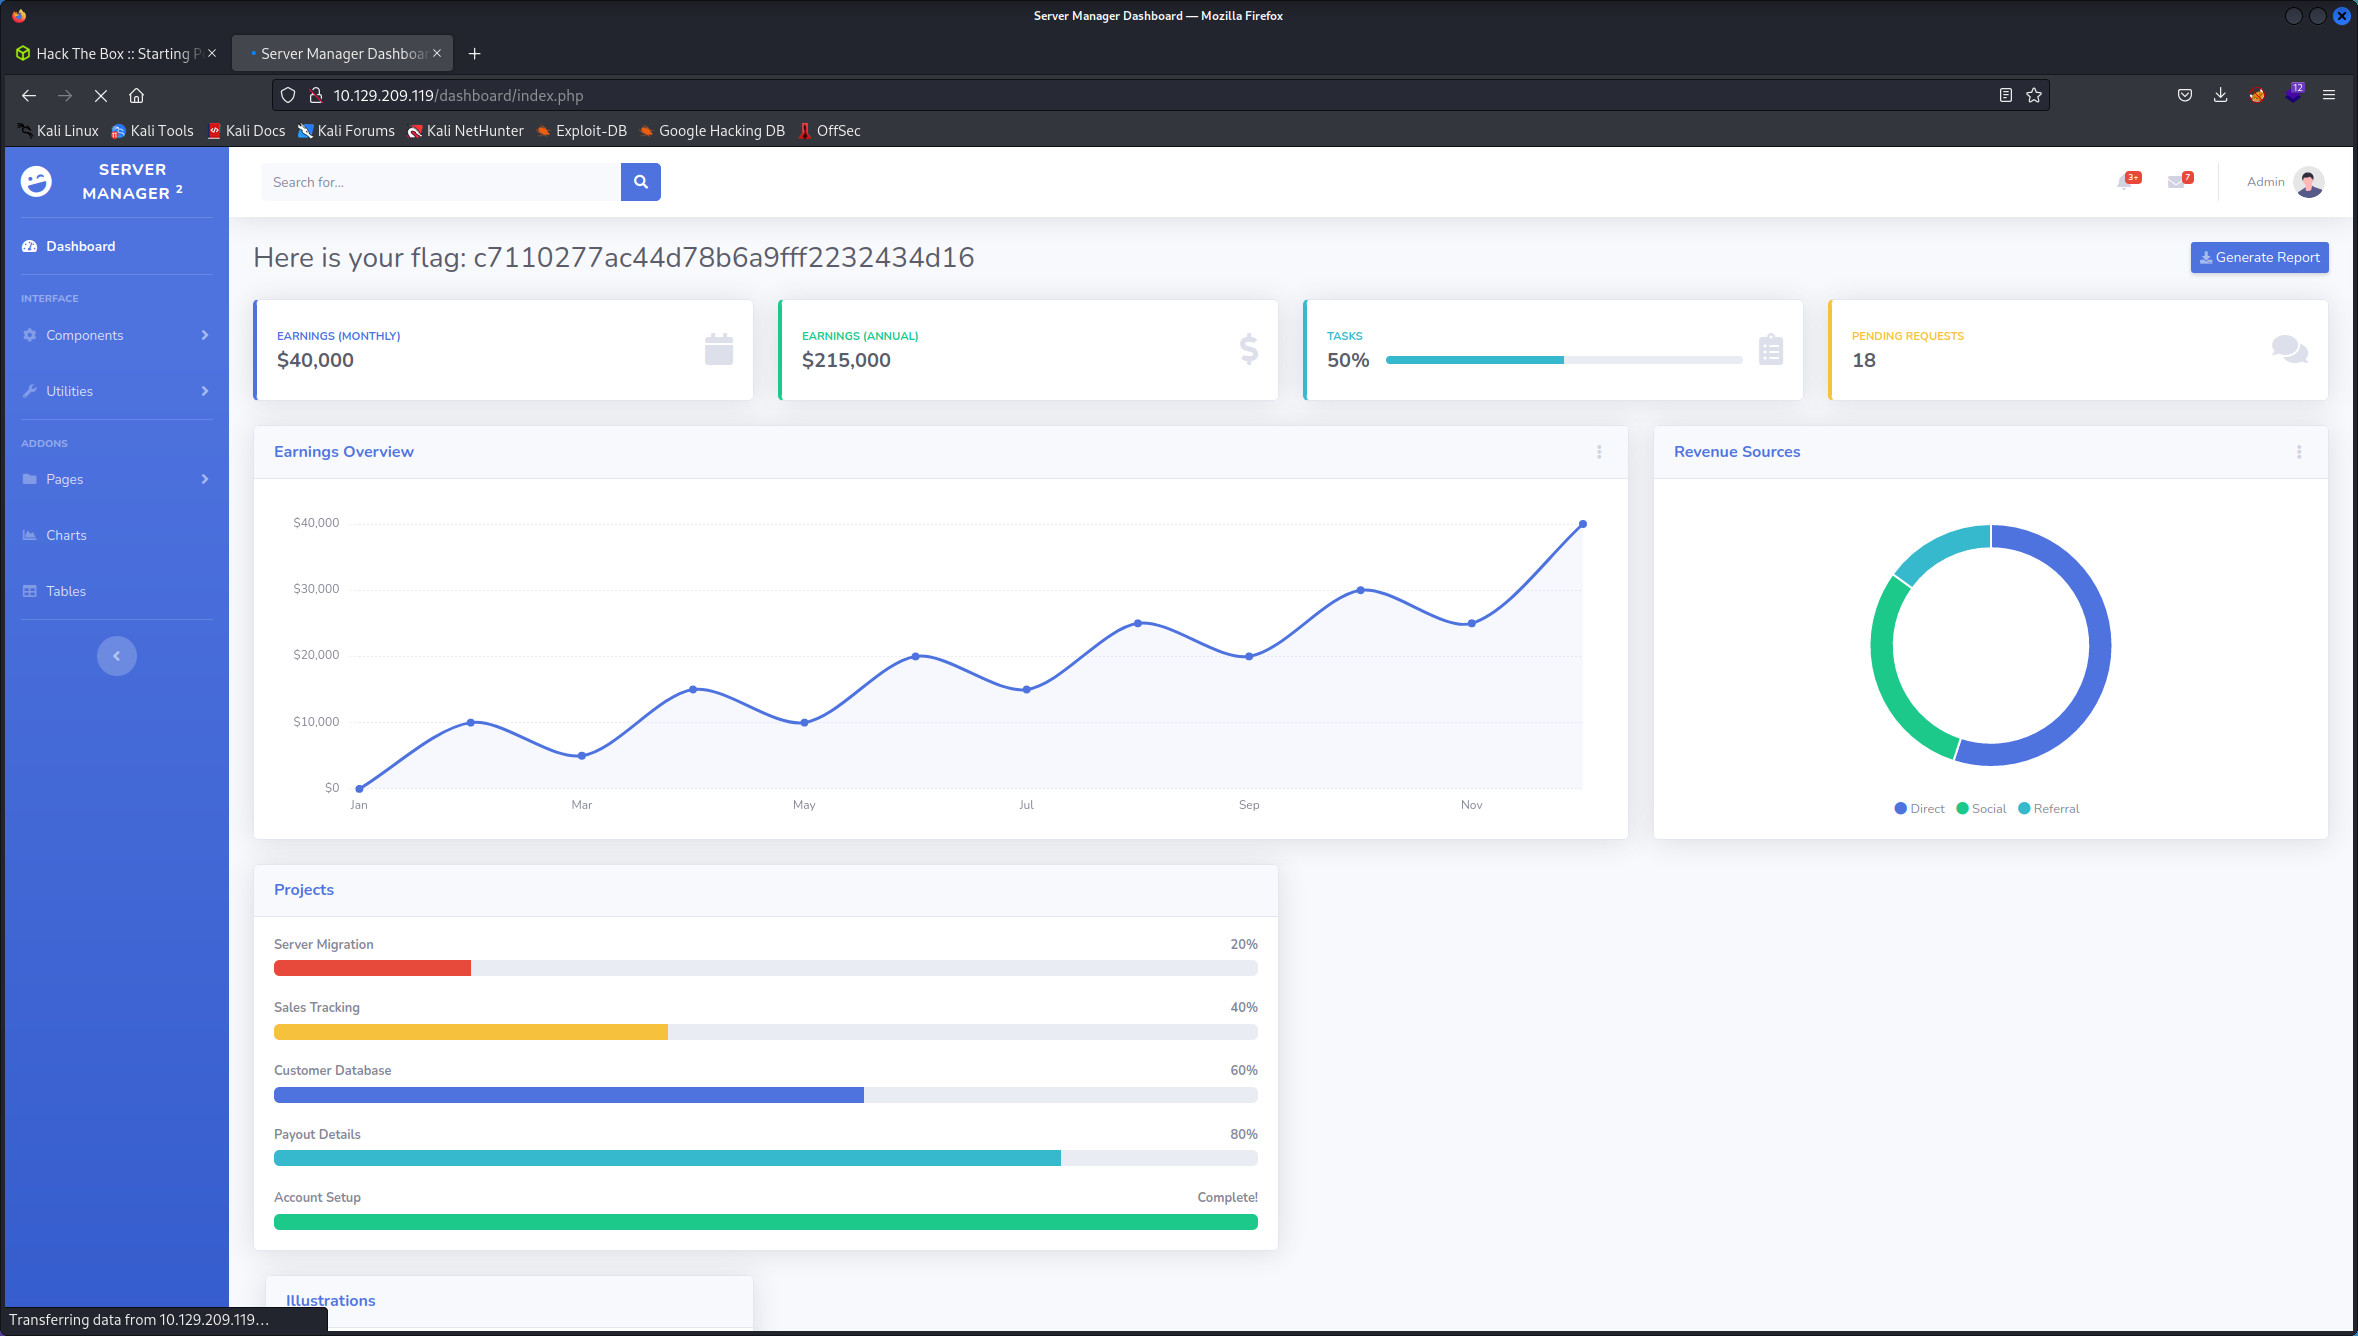 Server Manager Dashboard — Mozilla Firefox
Hack The Box :: Starting P
Server Manager Dashboar
10.129.209.119/dashboard/index.php
12
Kali Linux
Kali Tools
Kali Docs
Kali Forums
Kali NetHunter
Exploit-DB
Google Hacking DB
OffSec
SERVER
MANAGER 2
Search for...
3+
7
Admin
Dashboard
Here is your flag: c7110277ac44d78b6a9fff2232434d16
Generate Report
INTERFACE
Components
Utilities
ADDONS
Pages
Charts
Tables
EARNINGS (MONTHLY)
$40,000
EARNINGS (ANNUAL)
$215,000
TASKS
50%
PENDING REQUESTS
18
Earnings Overview
$40,000
$30,000
$20,000
$10,000
$0
Jan
Mar
May
Jul
Sep
Nov
Revenue Sources
Direct
Social
Referral
Projects
Server Migration
20%
Sales Tracking
40%
Customer Database
60%
Payout Details
80%
Account Setup
Complete!
Illustrations
Transferring data from 10.129.209.119…